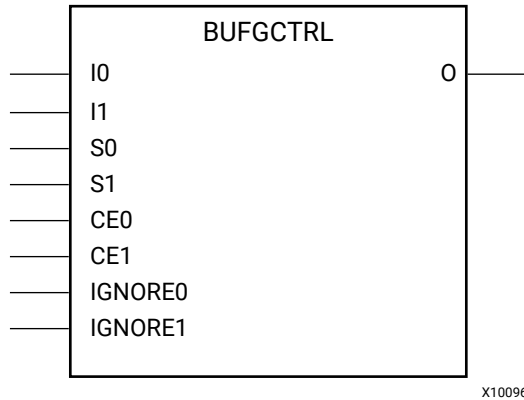 BUFGCTRL
I0 O
I1
S0
S1
CE0
CE1
IGNORE0
IGNORE1
X10096